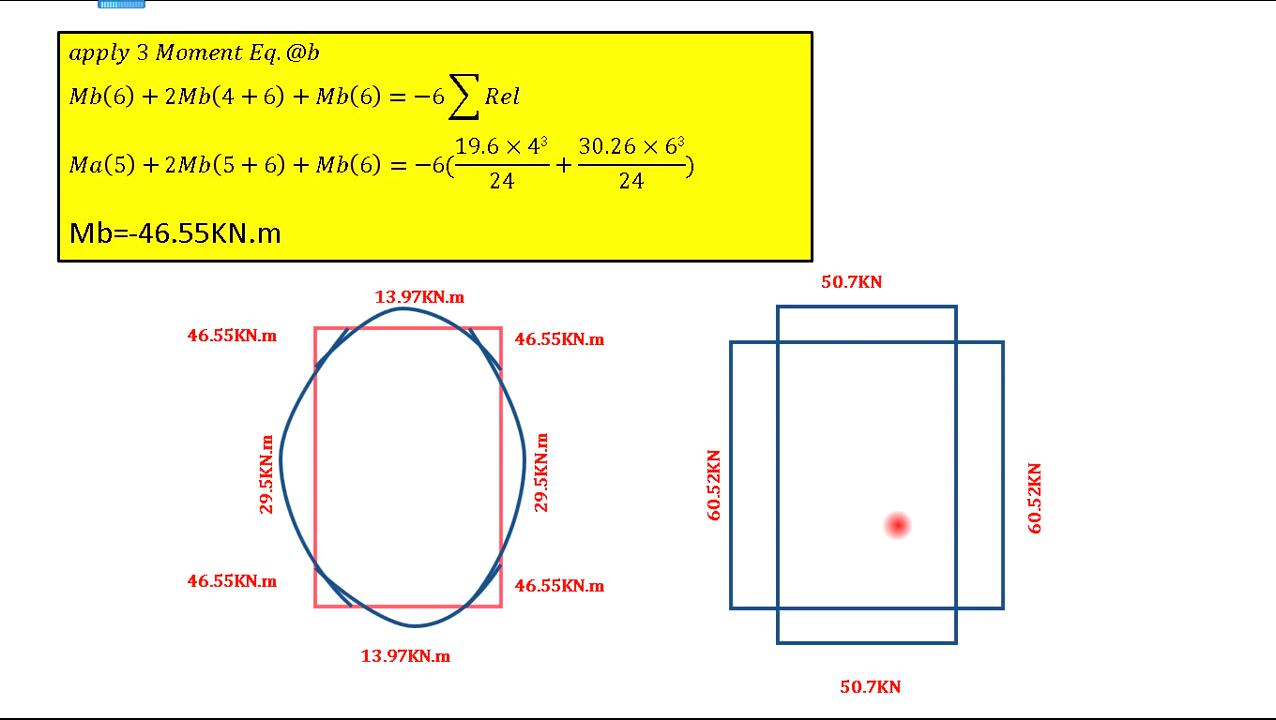 apply 3 Moment Eq. @b
Mb(6) + 2Mb(4 + 6) + Mb(6) = −6 ∑ Rel
Ma(5) + 2Mb(5 + 6) + Mb(6) = −6(19.6 × 4³/24 + 30.26 × 6³/24)
Mb=-46.55KN.m
13.97KN.m
46.55KN.m
46.55KN.m
29.5KN.m
29.5KN.m
46.55KN.m
46.55KN.m
13.97KN.m
50.7KN
60.52KN
60.52KN
50.7KN